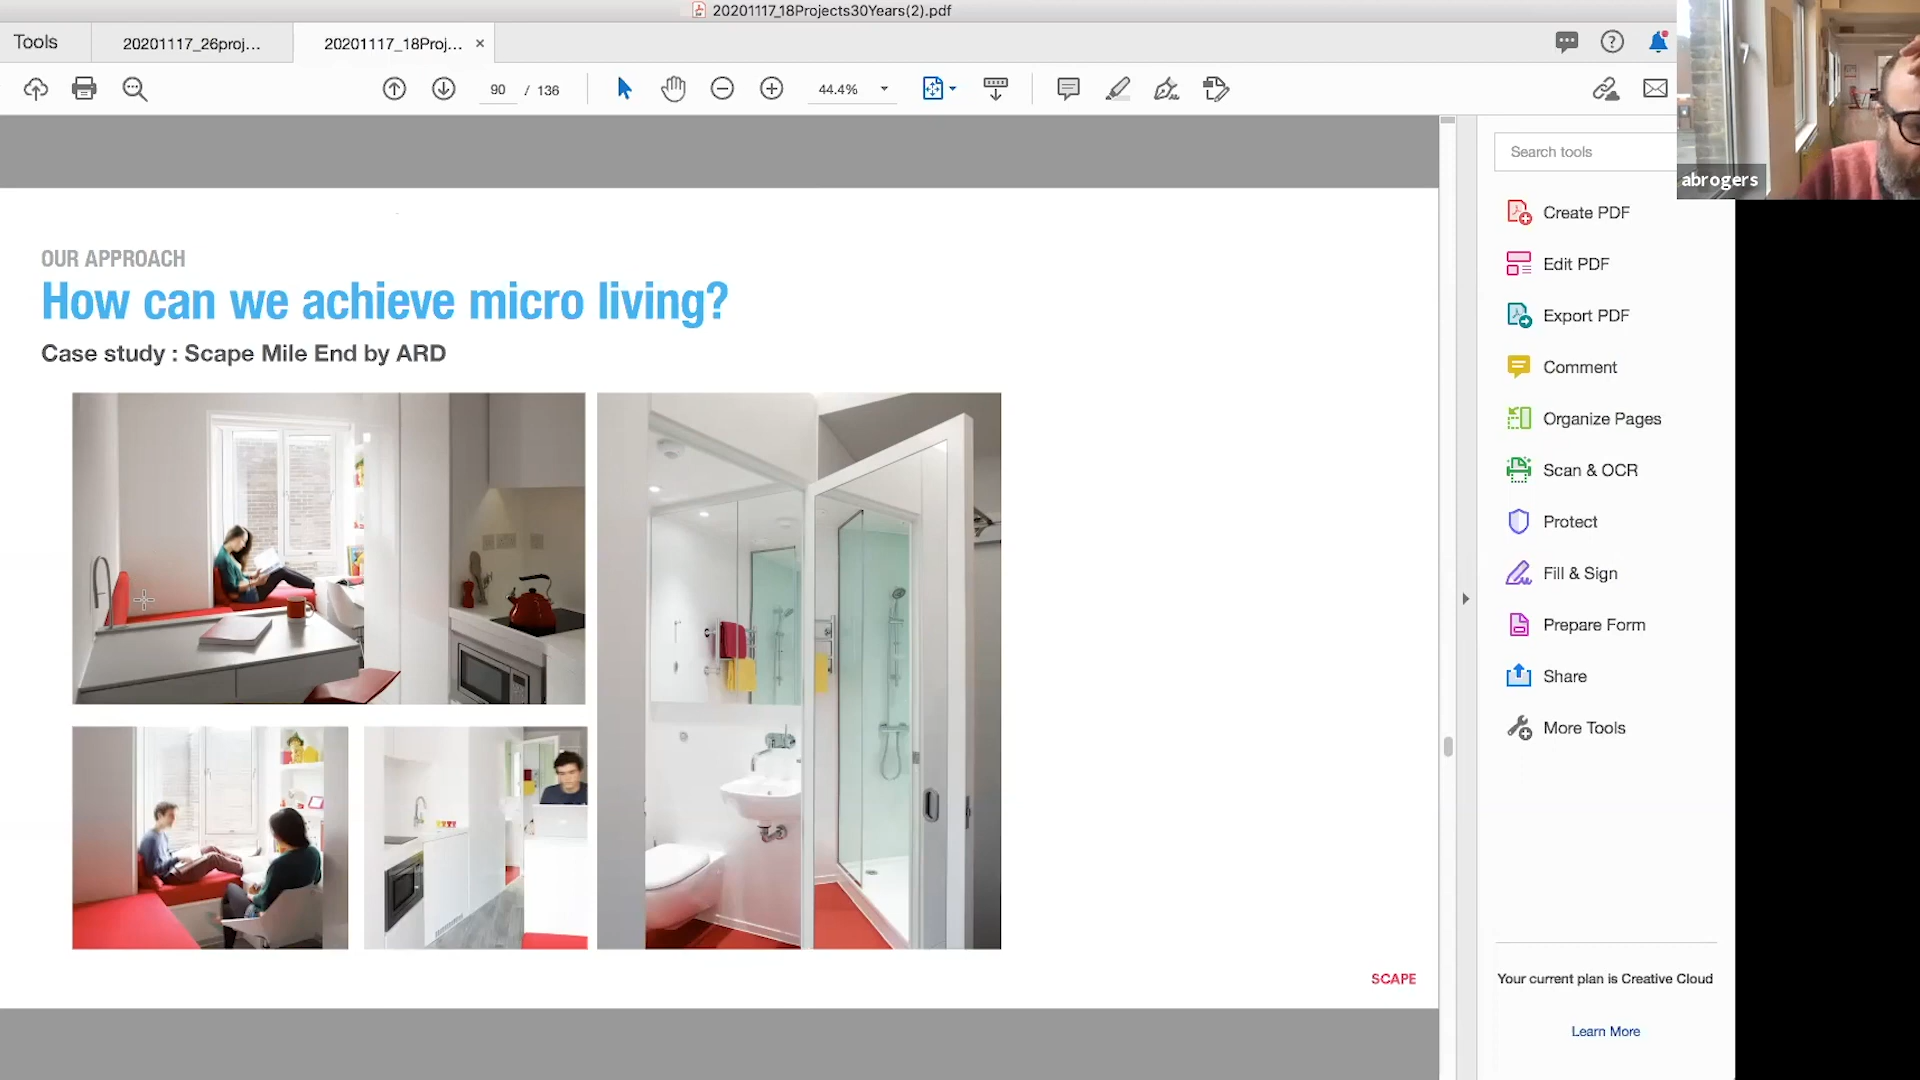 20201117_18Projects30Years(2).pdf
Tools
20201117_26proj...
20201117_18Proj...
90 / 136
44.4%
Search tools
abrogers
Create PDF
Edit PDF
Export PDF
Comment
Organize Pages
Scan & OCR
Protect
Fill & Sign
Prepare Form
Share
More Tools
Your current plan is Creative Cloud
Learn More
OUR APPROACH
How can we achieve micro living?
Case study : Scape Mile End by ARD
SCAPE